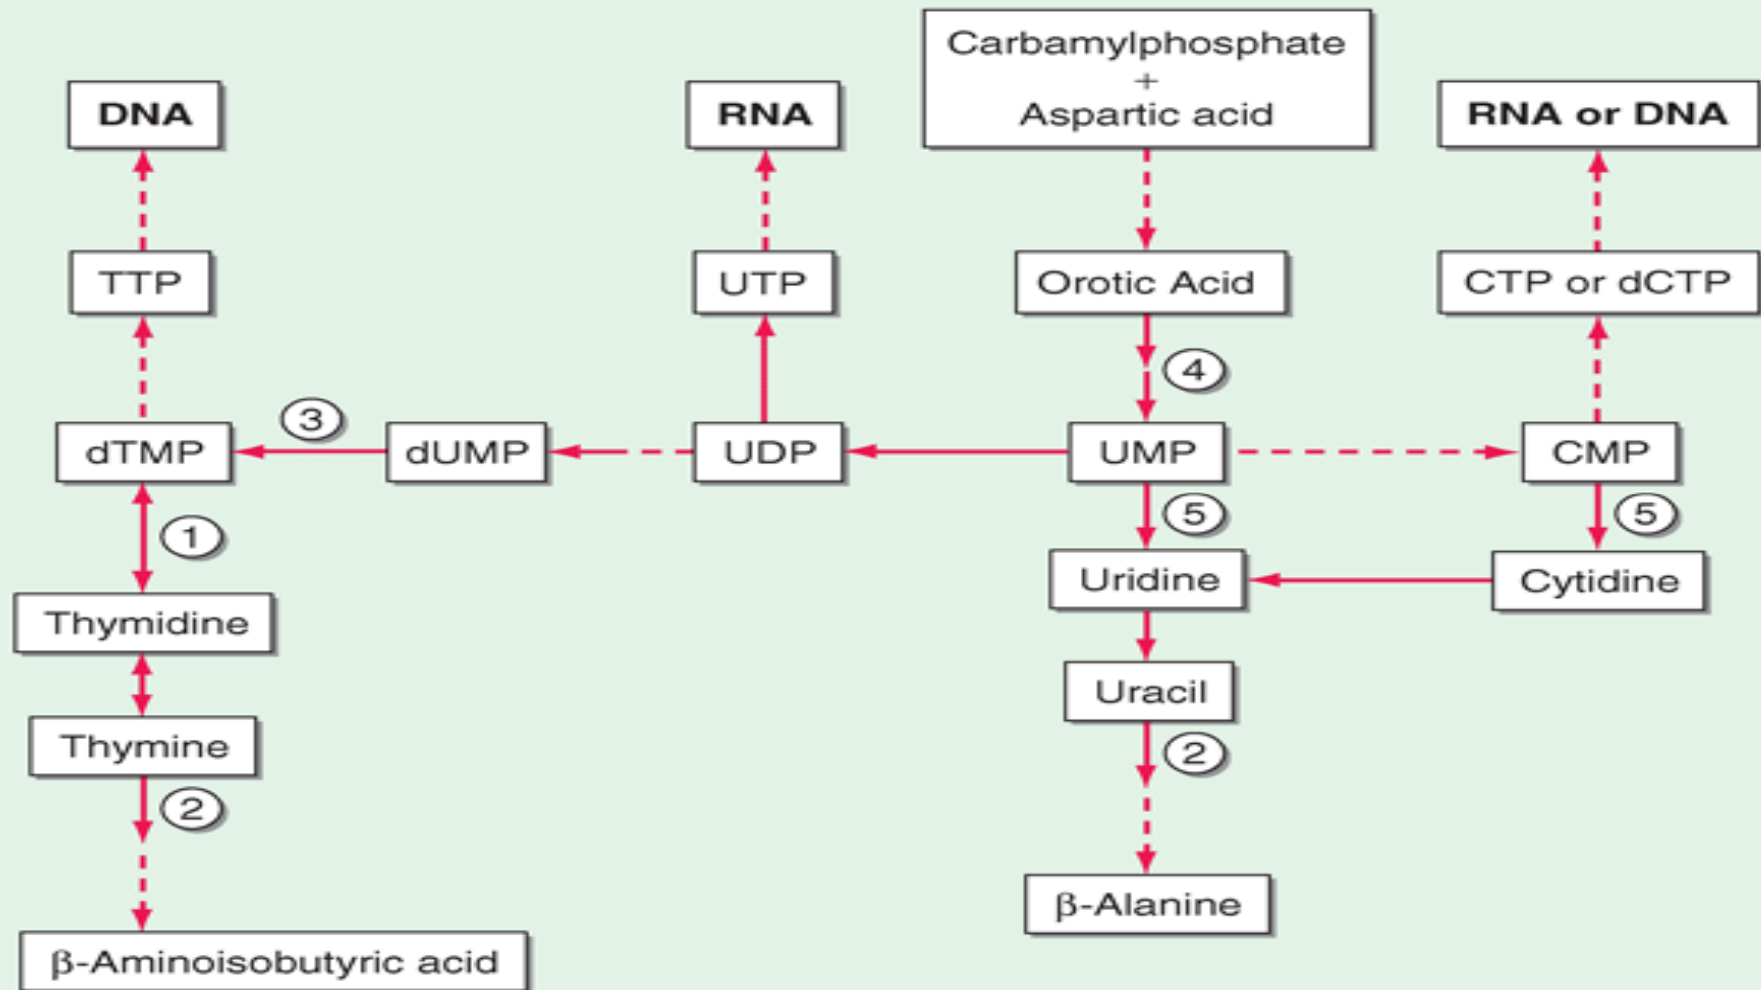 Carbamylphosphate
+
Aspartic acid
DNA
RNA
RNA or DNA
TTP
UTP
Orotic Acid
CTP or dCTP
4
3
dTMP
dUMP
UDP
UMP
CMP
1
5
5
Thymidine
Uridine
Cytidine
Uracil
Thymine
2
2
β-Alanine
β-Aminoisobutyric acid